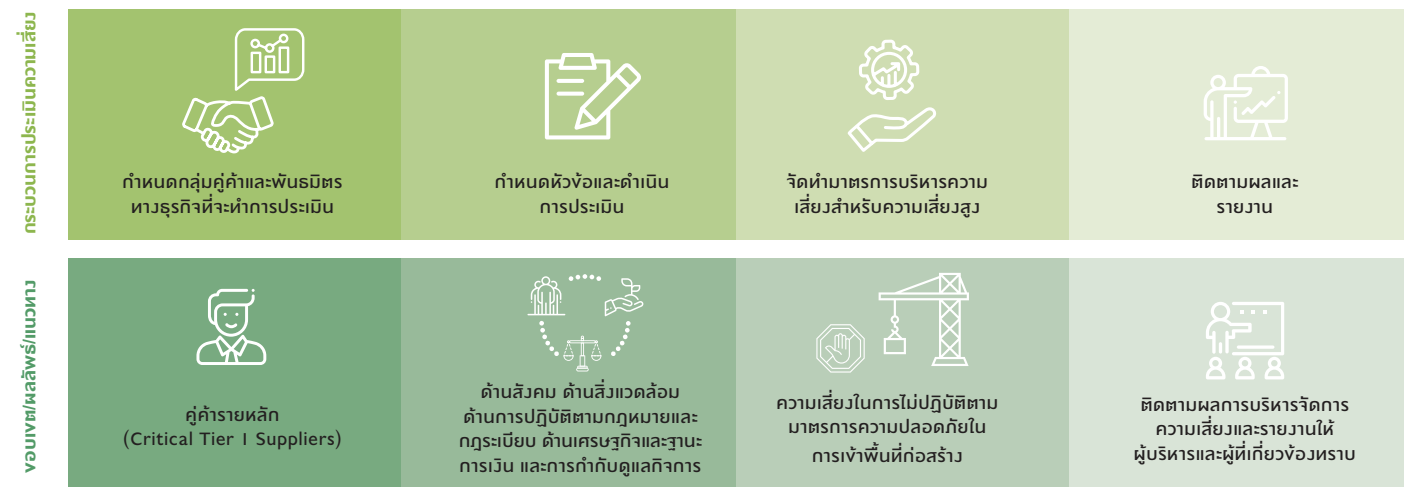 กระบวนการประเมินความเสี่ยง
กำหนดกลุ่มคู่ค้าและพันธมิตร
ทางธุรกิจที่จะทำการประเมิน
กำหนดหัวข้อและดำเนิน
การประเมิน
จัดทำมาตรการบริหารความ
เสี่ยงสำหรับความเสี่ยงสูง
ติดตามผลและ
รายงาน
ขอบเขต/ผลลัพธ์/แนวทาง
คู่ค้ารายหลัก
(Critical Tier 1 Suppliers)
ด้านสังคม ด้านสิ่งแวดล้อม
ด้านการปฏิบัติตามกฎหมายและ
กฎระเบียบ ด้านเศรษฐกิจและฐานะ
การเงิน และการกำกับดูแลกิจการ
ความเสี่ยงในการไม่ปฏิบัติตาม
มาตรการความปลอดภัยใน
การเข้าพื้นที่ก่อสร้าง
ติดตามผลการบริหารจัดการ
ความเสี่ยงและรายงานให้
ผู้บริหารและผู้ที่เกี่ยวข้องทราบ